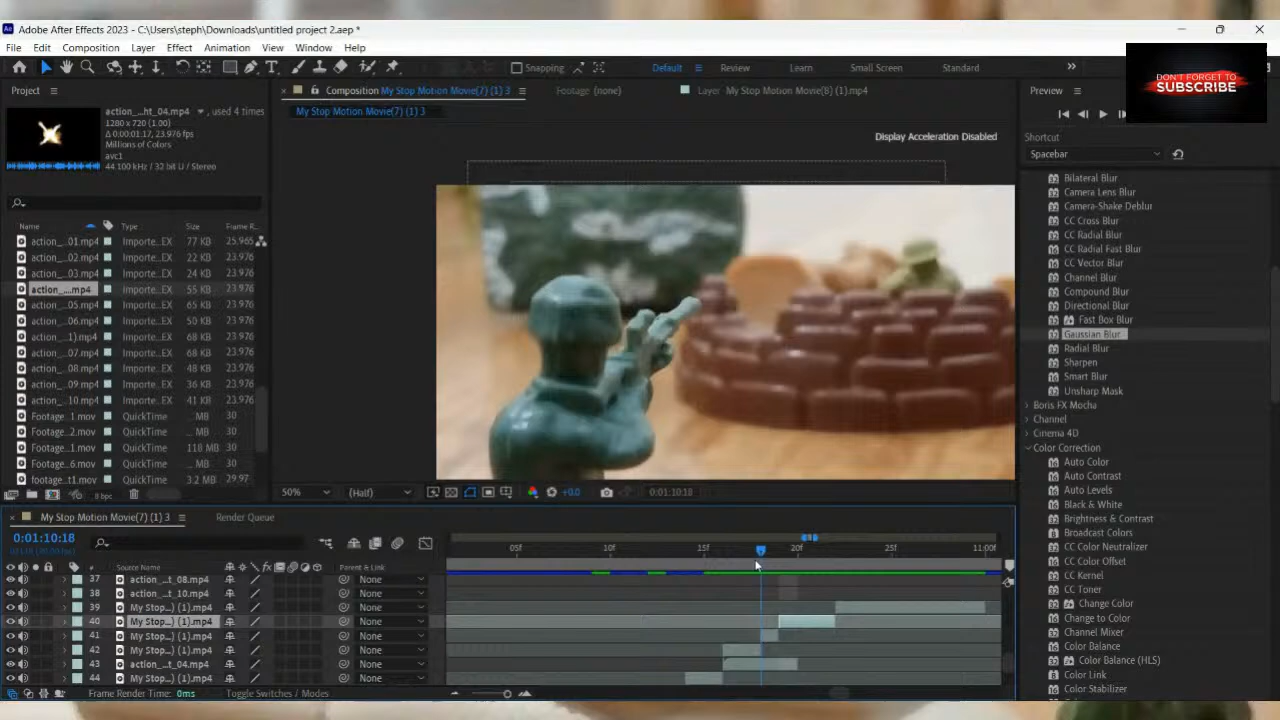 Adobe After Effects 2023 - C:\Users\steph\Downloads\untitled project 2.aep *
File Edit Composition Layer Effect Animation View Window Help
Snapping
Default Review Learn Small Screen Standard
DON'T FORGET TO
SUBSCRIBE
Project
Composition My Stop Motion Movie(7) (1) 3
Footage (none)
Layer My Stop Motion Movie(8) (1).mp4
Preview
My Stop Motion Movie(7) (1) 3
action_...ht_04.mp4 , used 4 times
1280 x 720 (1.00)
Δ 0:00:01:17, 23.976 fps
Millions of Colors
avc1
44.100 kHz / 32 bit U / Stereo
Display Acceleration Disabled
Shortcut
Spacebar
Name Type Size Frame R...
action_...01.mp4 Importe...EX 77 KB 25.965
action_...02.mp4 Importe...EX 22 KB 23.976
action_...03.mp4 Importe...EX 24 KB 23.976
action_....mp4 Importe...EX 55 KB 23.976
action_...05.mp4 Importe...EX 65 KB 23.976
action_...06.mp4 Importe...EX 50 KB 23.976
action_...1).mp4 Importe...EX 68 KB 23.976
action_...07.mp4 Importe...EX 68 KB 23.976
action_...08.mp4 Importe...EX 48 KB 23.976
action_...09.mp4 Importe...EX 36 KB 23.976
action_...10.mp4 Importe...EX 41 KB 23.976
Footage...1.mov QuickTime ... MB 30
Footage...2.mov QuickTime ... MB 30
Footage...1.mov QuickTime 118 MB 30
Footage...6.mov QuickTime ... MB 30
footage...t1.mov QuickTime 3.2 MB 29.97
8 bpc
50% (Half) +0.0 0:01:10:18
Bilateral Blur
Camera Lens Blur
Camera-Shake Deblur
CC Cross Blur
CC Radial Blur
CC Radial Fast Blur
CC Vector Blur
Channel Blur
Compound Blur
Directional Blur
Fast Box Blur
Gaussian Blur
Radial Blur
Sharpen
Smart Blur
Unsharp Mask
Boris FX Mocha
Channel
Cinema 4D
Color Correction
Auto Color
Auto Contrast
Auto Levels
Black & White
Brightness & Contrast
Broadcast Colors
CC Color Neutralizer
CC Color Offset
CC Kernel
CC Toner
Change Color
Change to Color
Channel Mixer
Color Balance
Color Balance (HLS)
Color Link
Color Stabilizer
My Stop Motion Movie(7) (1) 3
Render Queue
0:01:10:18
05f 10f 15f 20f 25f 11:00f
# Source Name Parent & Link
37 action_...t_08.mp4 None
38 action_...t_10.mp4 None
39 My Stop...) (1).mp4 None
40 My Stop...) (1).mp4 None
41 My Stop...) (1).mp4 None
42 My Stop...) (1).mp4 None
43 action_...t_04.mp4 None
44 My Stop...) (1).mp4 None
Frame Render Time: 0ms
Toggle Switches / Modes